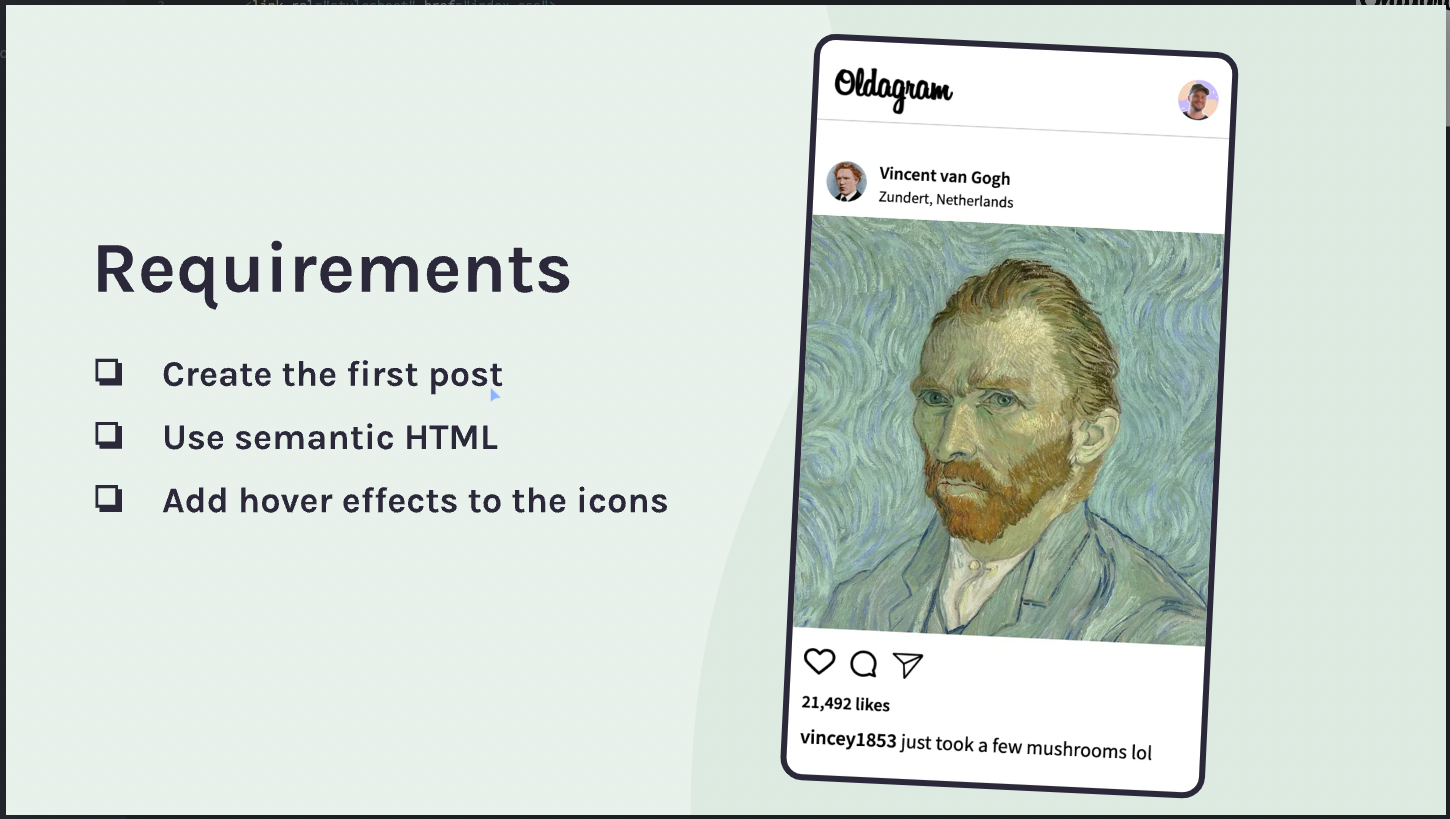 Requirements
Create the first post
Use semantic HTML
Add hover effects to the icons
Oldagram
Vincent van Gogh
Zundert, Netherlands
21,492 likes
vincey1853 just took a few mushrooms lol